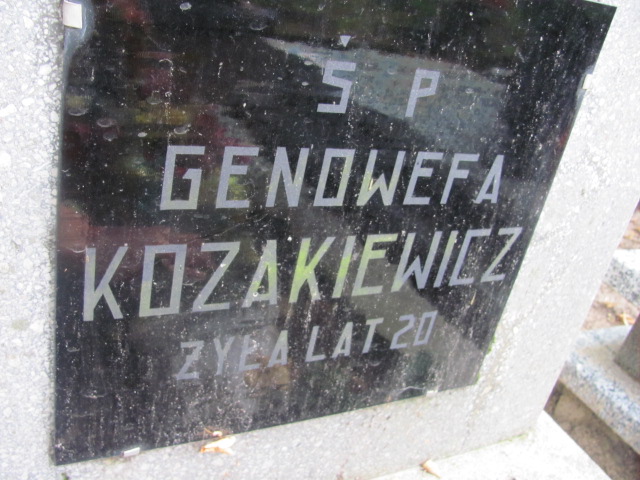 Ś P
GENOWEFA
KOZAKIEWICZ
ŻYŁA LAT 20